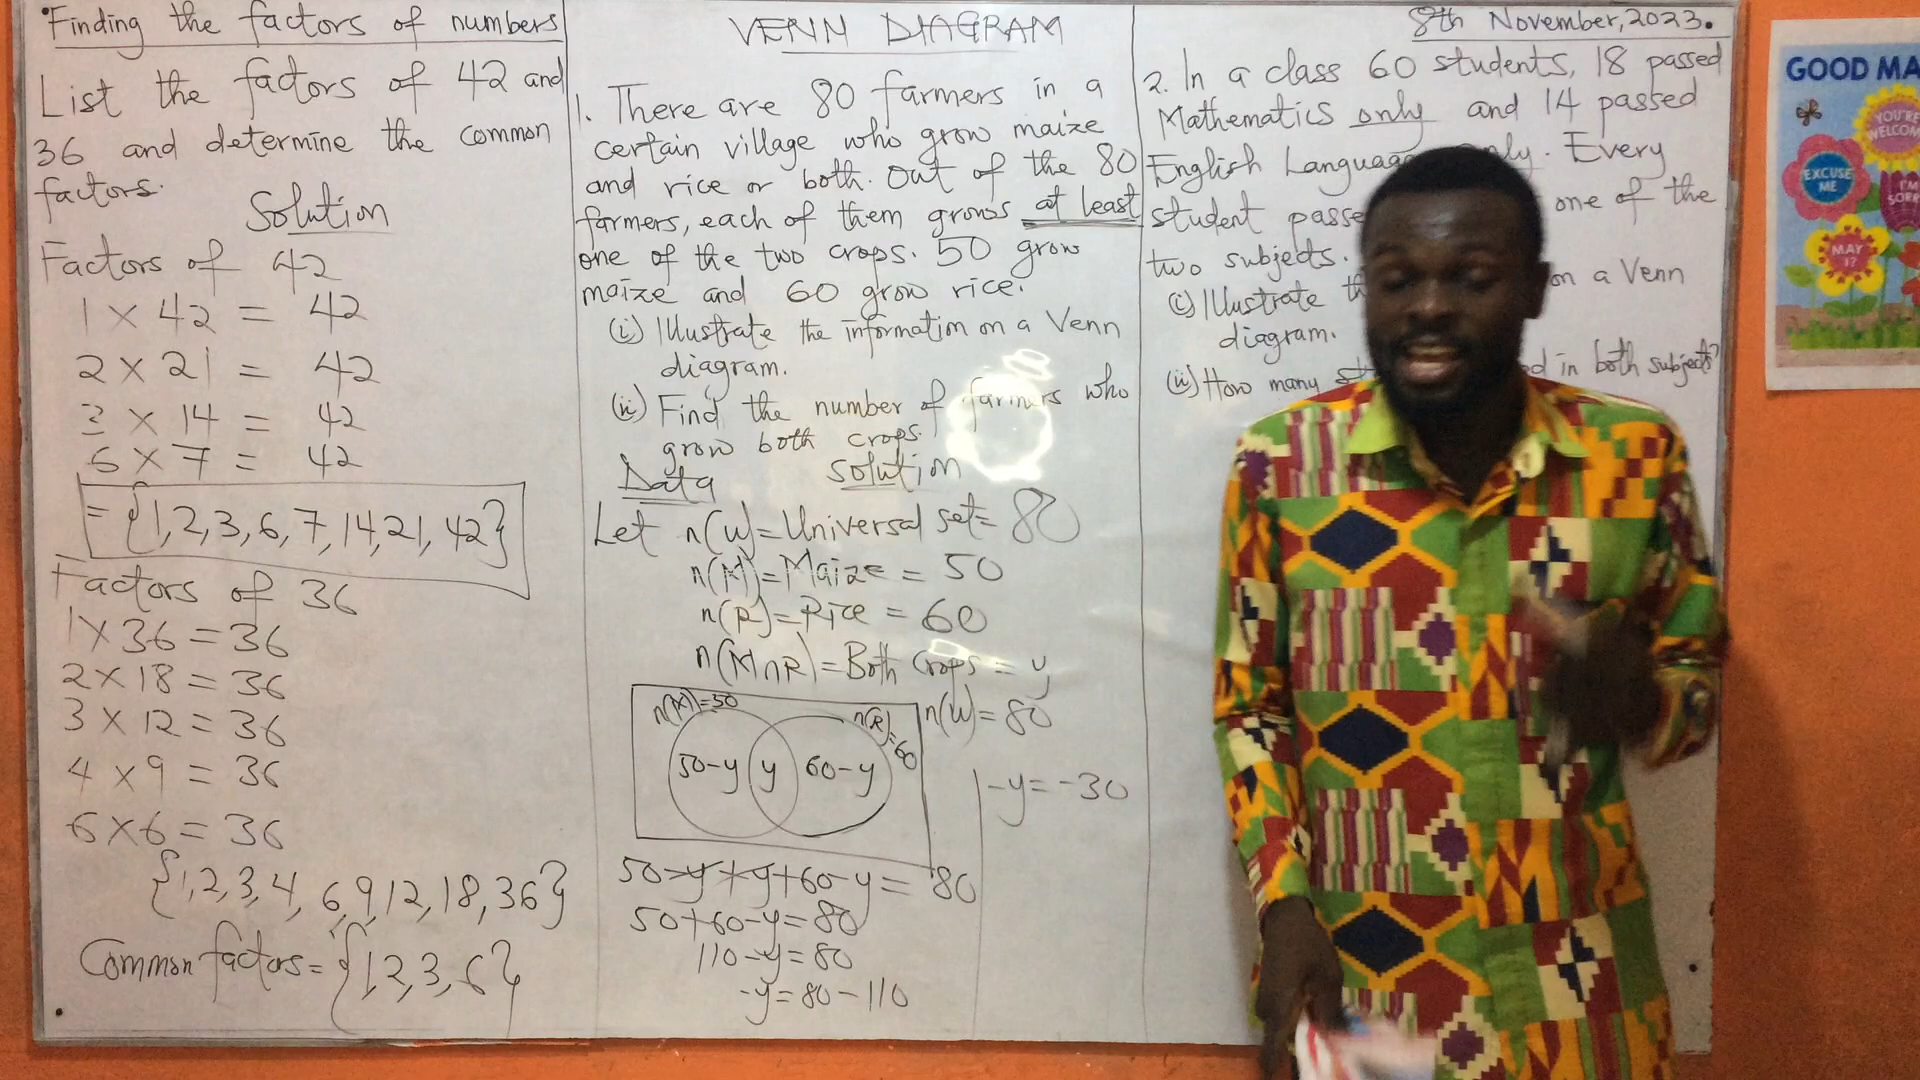 Finding the factors of numbers
List the factors of 42 and
36 and determine the common
factors.
Solution
Factors of 42
1 × 42 = 42
2 × 21 = 42
3 × 14 = 42
6 × 7 = 42
= {1,2,3,6,7,14,21,42}
Factors of 36
1×36=36
2×18=36
3×12=36
4×9=36
6×6=36
{1,2,3,4,6,9,12,18,36}
Common factors={1,2,3,6}
VENN DIAGRAM
1. There are 80 farmers in a
certain village who grow maize
and rice or both. Out of the 80
farmers, each of them grows at least
one of the two crops. 50 grow
maize and 60 grow rice.
(i) Illustrate the information on a Venn
diagram.
(ii) Find the number of farmers who
grow both crops.
Data Solution
Let n(U)=Universal set=80
n(M)=Maize=50
n(R)=Rice=60
n(M∩R)=Both Crops=y
n(M)=50
n(R)=60
n(U)=80
50-y y 60-y
50-y+y+60-y=80
50+60-y=80
110-y=80
-y=80-110
-y=-30
8th November, 2023.
2. In a class 60 students, 18 passed
Mathematics only and 14 passed
English only. Every
student one of the
two subjects.
(i) Illustrate on a Venn
diagram.
(ii) How many in both subjects?
GOOD MA
YOU'RE
WELCOM
EXCUSE
ME
I'M
SORR
MAY
I?